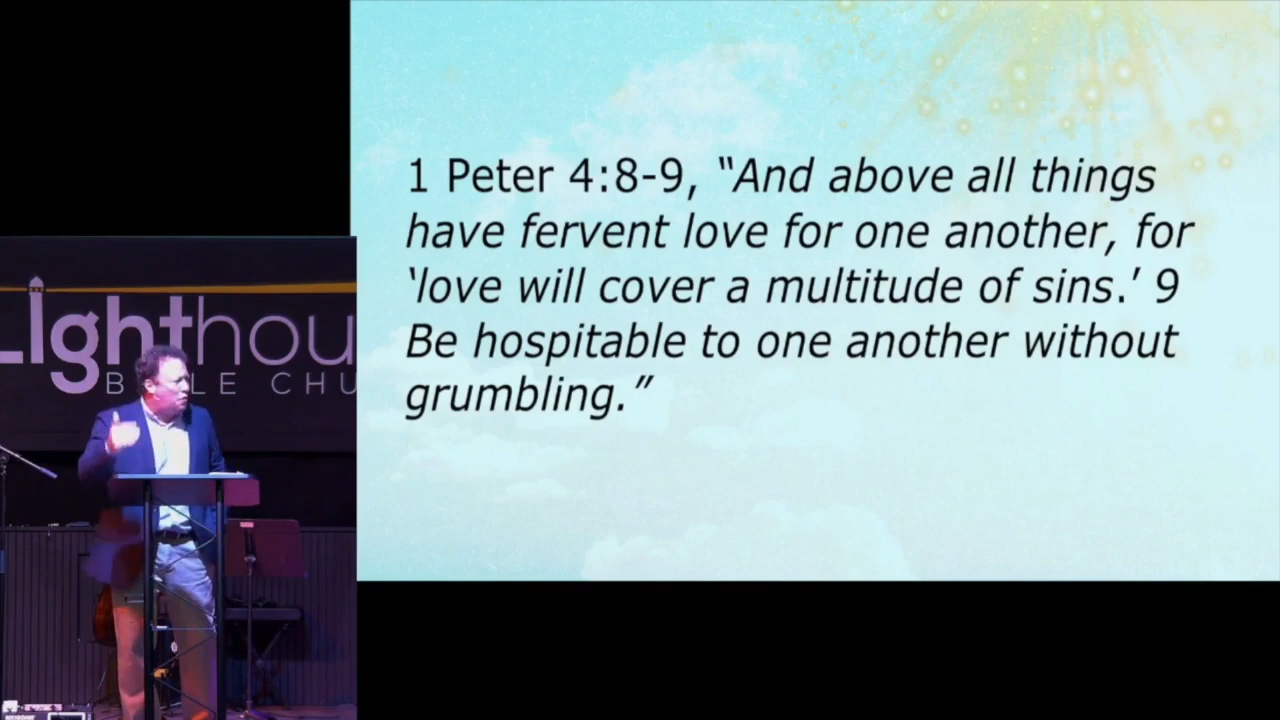 1 Peter 4:8-9, “And above all things
have fervent love for one another, for
‘love will cover a multitude of sins.’ 9
Be hospitable to one another without
grumbling.”
Lighthou
B LE CHU